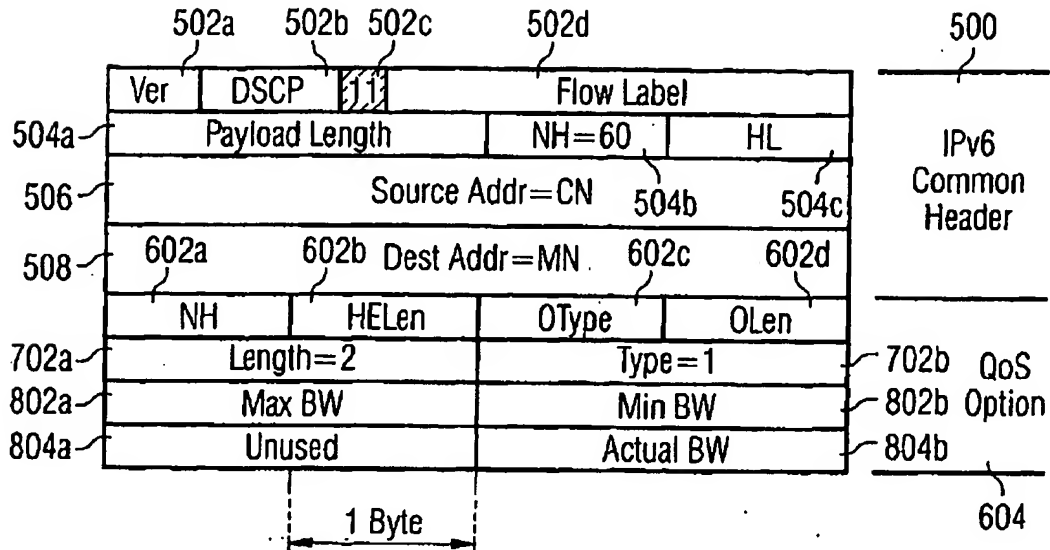 502a 502b 502c 502d 500
Ver DSCP 11 Flow Label
504a Payload Length NH=60 HL
506 Source Addr=CN 504b 504c
IPv6
Common
Header
508 602a 602b Dest Addr=MN 602c 602d
NH HELen OType OLen
702a Length=2 Type=1 702b
802a Max BW Min BW 802b
804a Unused Actual BW 804b
QoS
Option
1 Byte
604